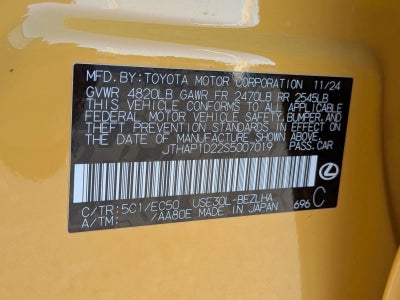 MFD. BY: TOYOTA MOTOR CORPORATION 11/24
GVWR 4820LB GAWR FR 2470LB RR 2545LB
THIS VEHICLE CONFORMS TO ALL APPLICABLE
FEDERAL MOTOR VEHICLE SAFETY, BUMPER,
AND THEFT PREVENTION STANDARDS IN EFFECT
ON THE DATE OF MANUFACTURE SHOWN ABOVE.
JTHAP1D22S5007019 PASS.CAR
C/TR: 5C1/EC50 USE30L-BEZLHA 696 C
A/TM: /AA80E MADE IN JAPAN